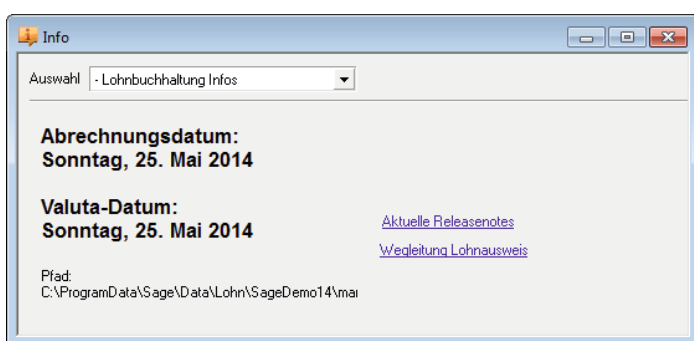 Info
Auswahl - Lohnbuchhaltung Infos
Abrechnungsdatum:
Sonntag, 25. Mai 2014
Valuta-Datum:
Sonntag, 25. Mai 2014
Aktuelle Releasenotes
Wegleitung Lohnausweis
Pfad:
C:\ProgramData\Sage\Data\Lohn\SageDemo14\mai